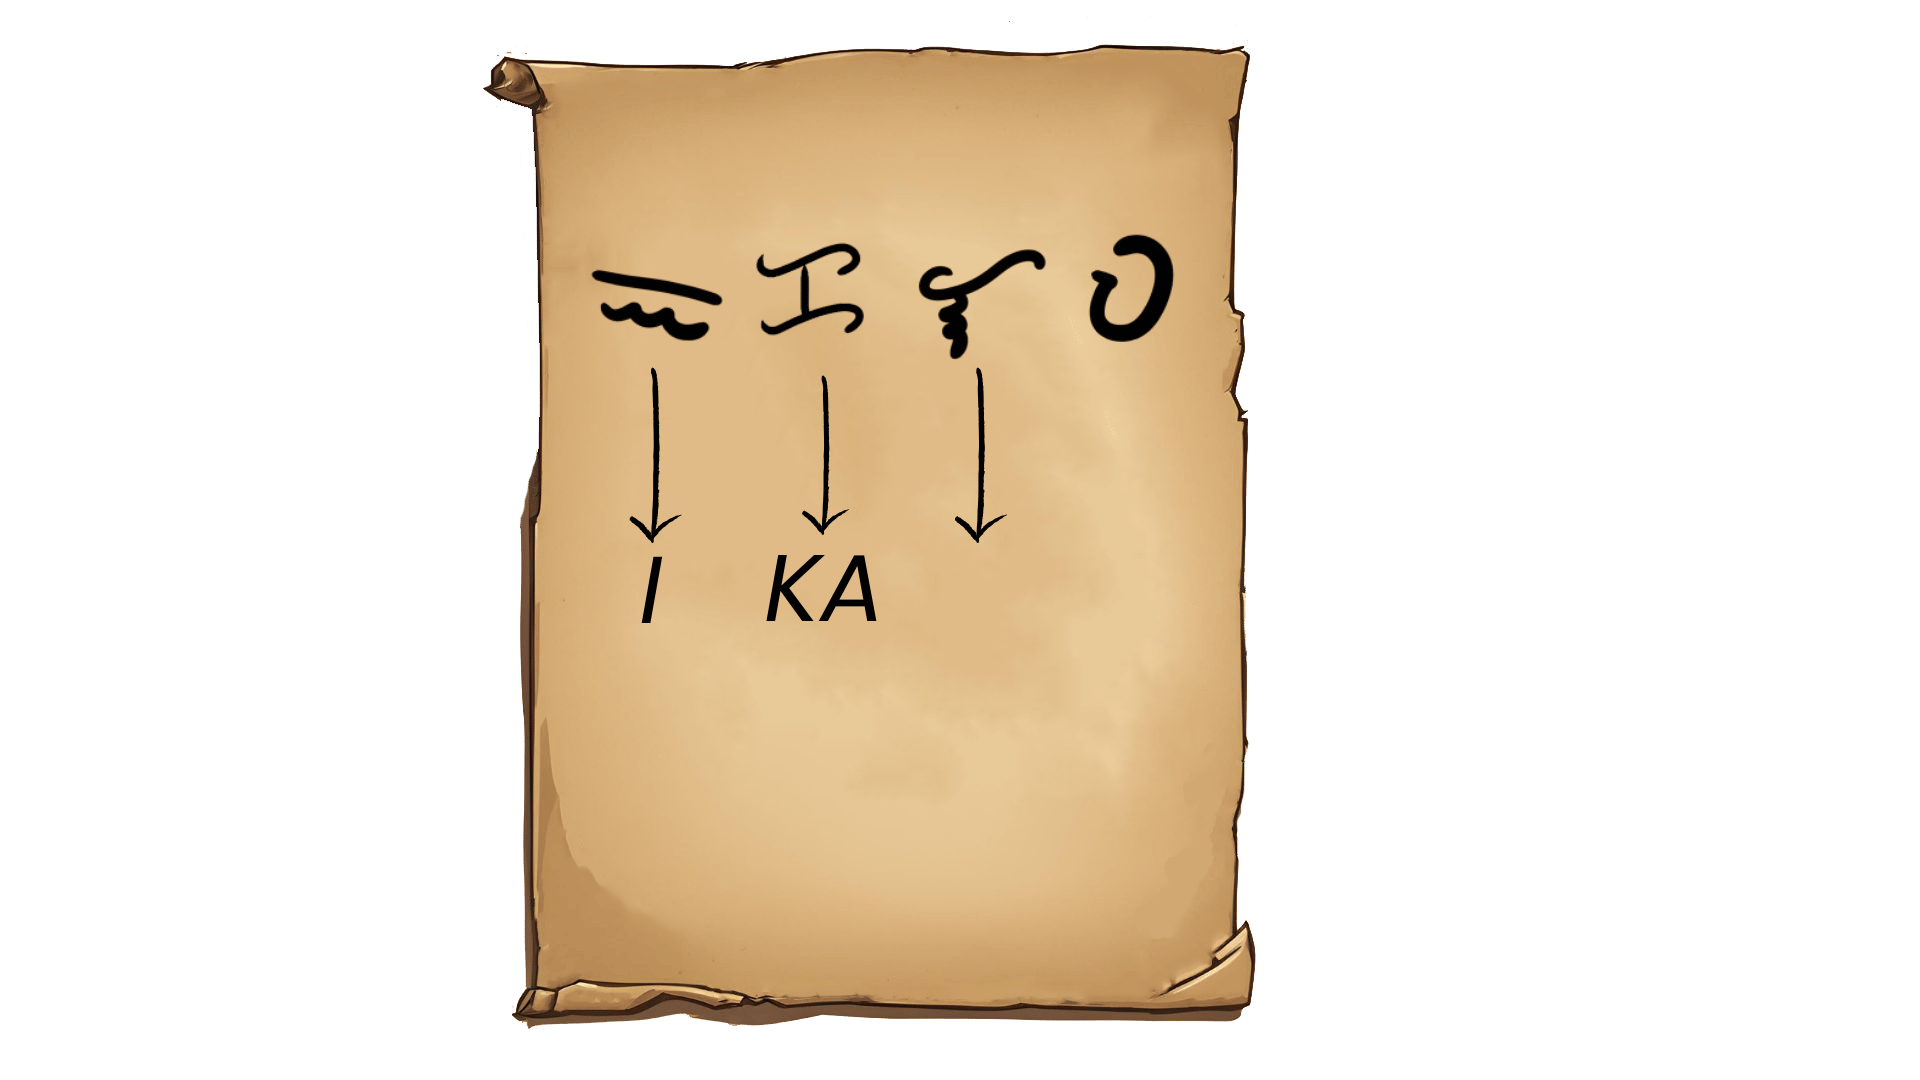 ᜁ ᜃ ᜎ ᜏ
I KA